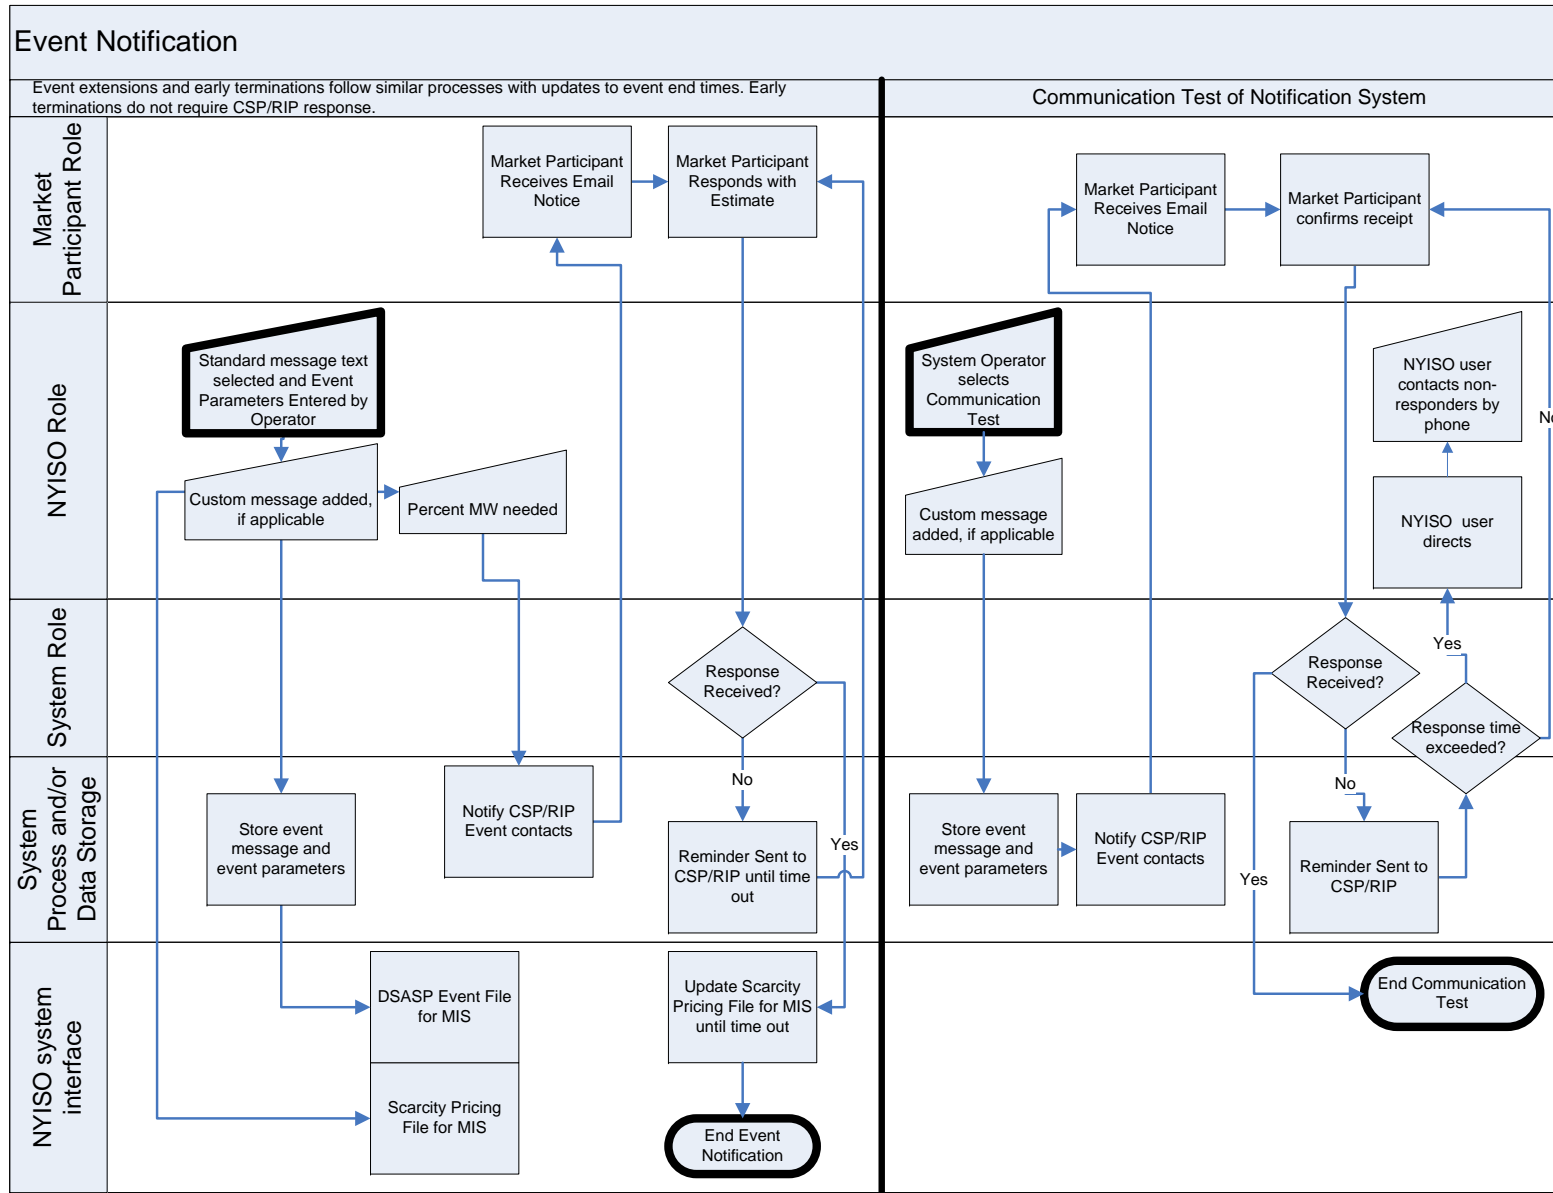 Event Notification
Event extensions and early terminations follow similar processes with updates to event end times. Early
terminations do not require CSP/RIP response.
Communication Test of Notification System
Market
Participant Role
Market Participant
Receives Email
Notice
Market Participant
Responds with
Estimate
Market Participant
Receives Email
Notice
Market Participant
confirms receipt
NYISO Role
Standard message text
selected and Event
Parameters Entered by
Operator
Custom message added,
if applicable
Percent MW needed
System Operator
selects
Communication
Test
Custom message
added, if applicable
NYISO user
contacts non-
responders by
phone
No
NYISO  user
directs
System Role
Response
Received?
No
Yes
Response
Received?
Yes
Response time
exceeded?
No
Yes
System
Process and/or
Data Storage
Store event
message and
event parameters
Notify CSP/RIP
Event contacts
Reminder Sent to
CSP/RIP until time
out
Store event
message and
event parameters
Notify CSP/RIP
Event contacts
Reminder Sent to
CSP/RIP
NYISO system
interface
DSASP Event File
for MIS
Scarcity Pricing
File for MIS
Update Scarcity
Pricing File for MIS
until time out
End Event
Notification
End Communication
Test